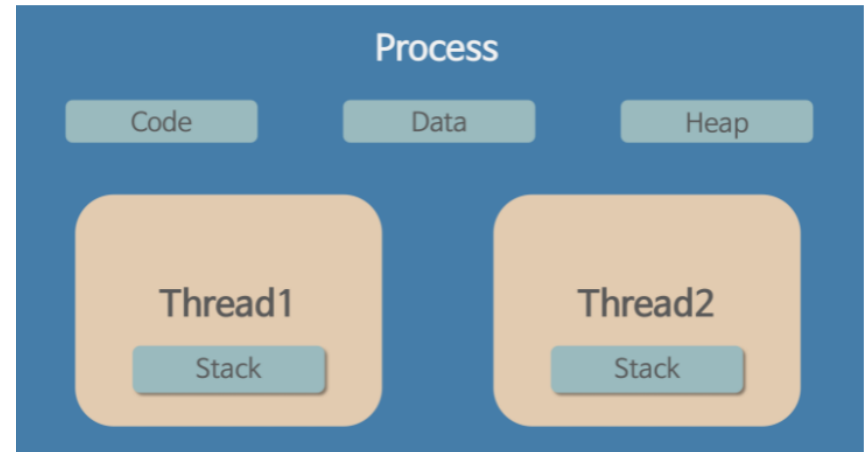 Process
Code Data Heap
Thread1 Thread2
Stack Stack